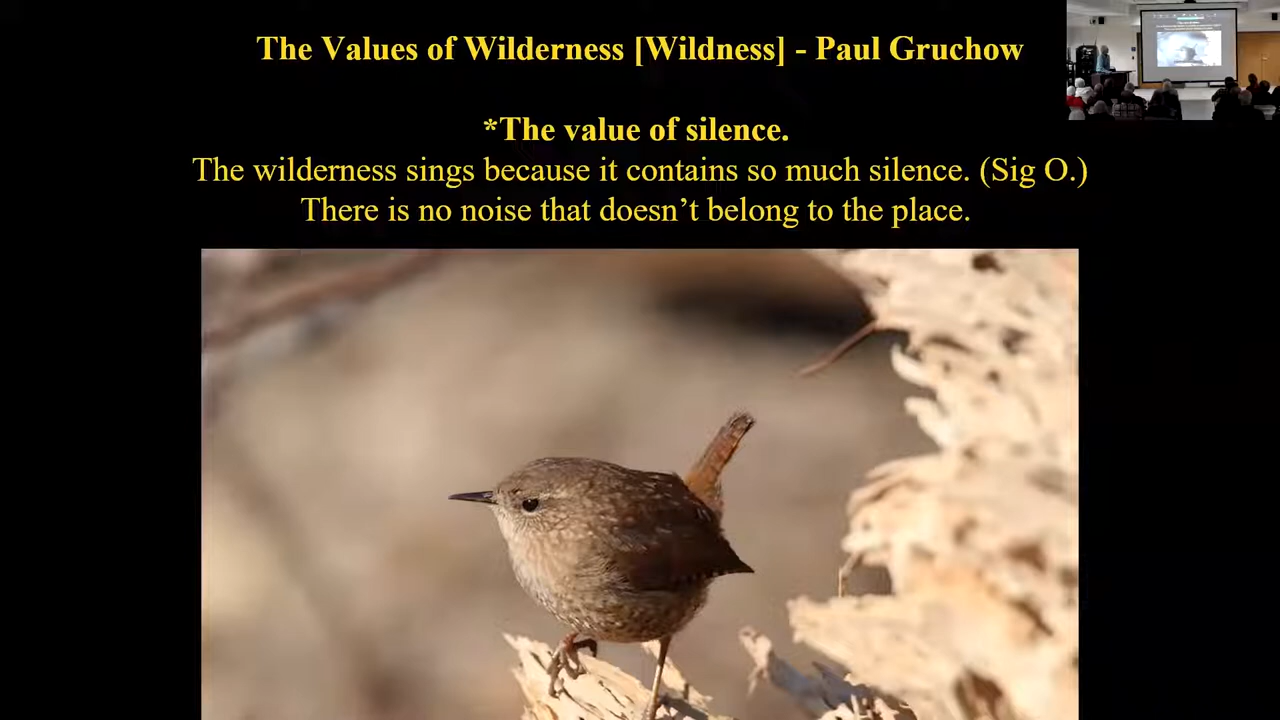 The Values of Wilderness [Wildness] - Paul Gruchow
*The value of silence.
The wilderness sings because it contains so much silence. (Sig O.)
There is no noise that doesn’t belong to the place.